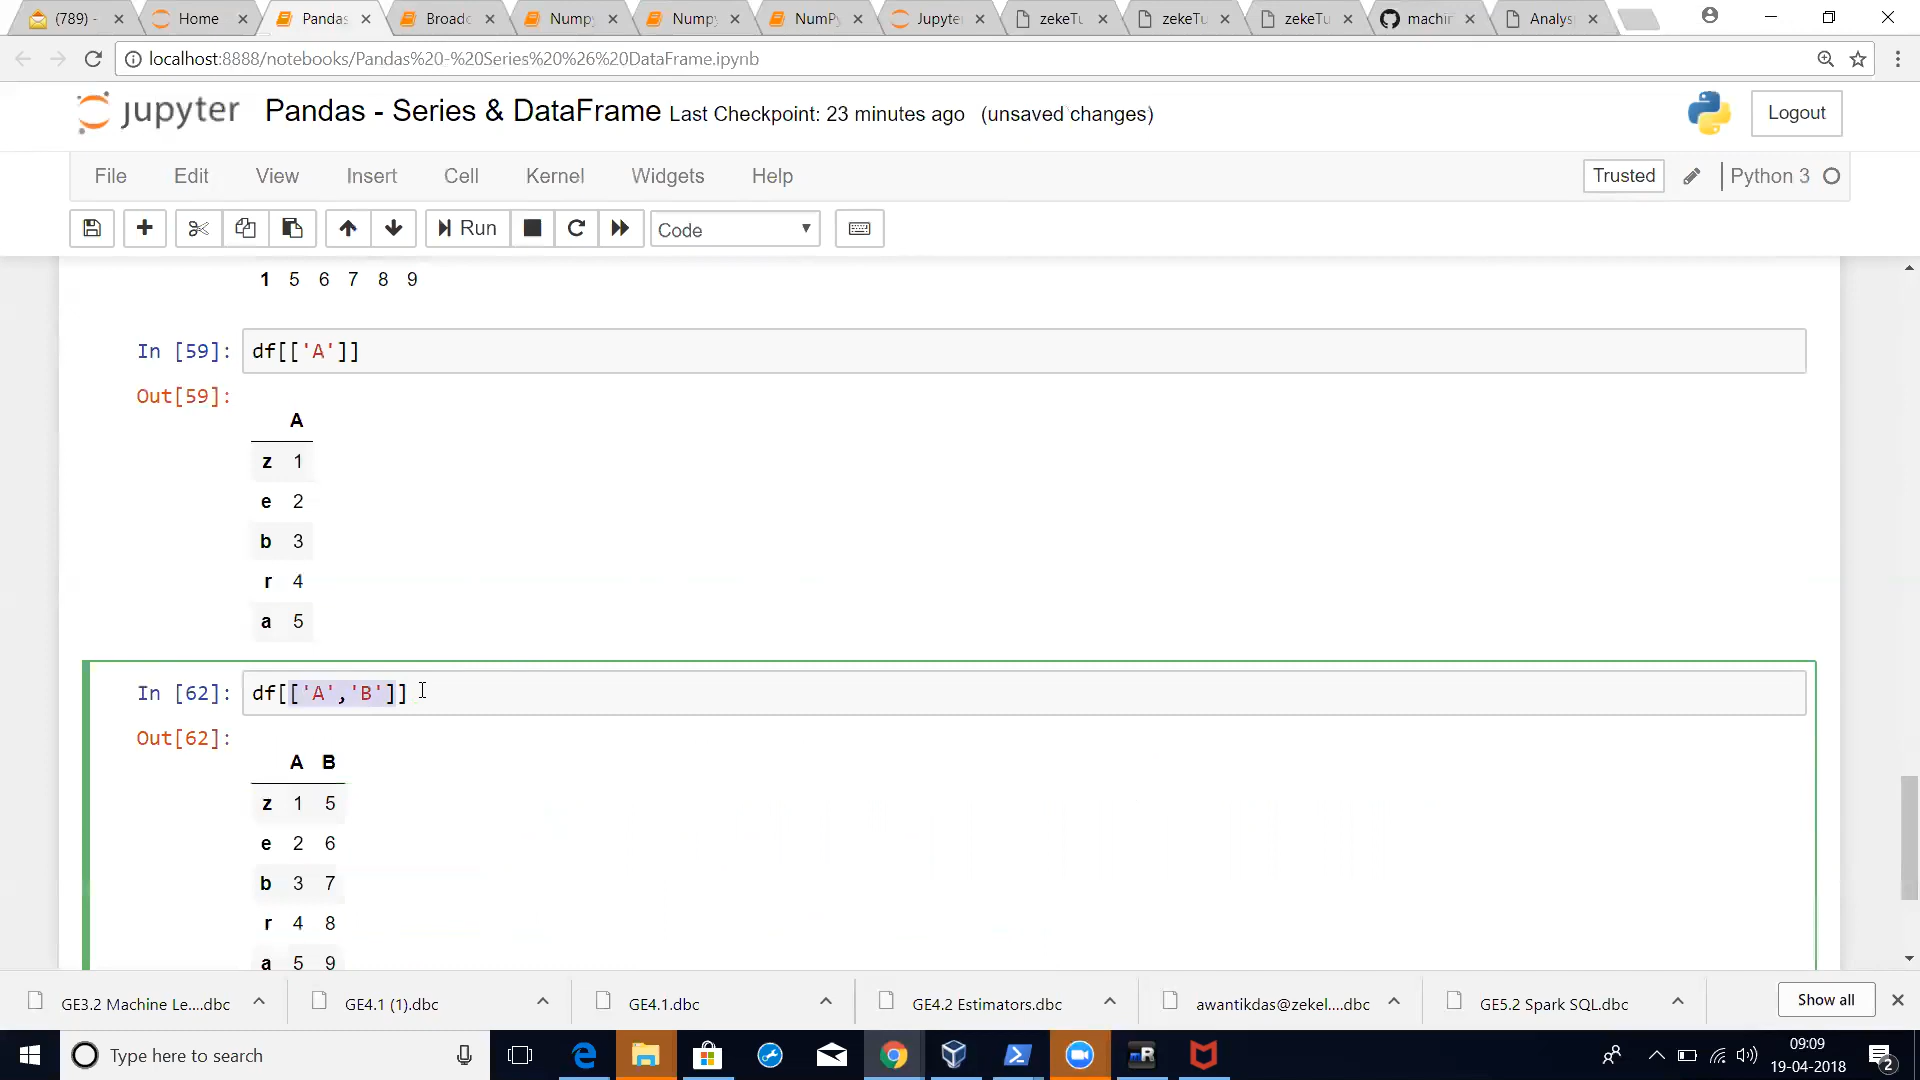 (789) -
Home
Pandas
Broadc
Numpy
Numpy
NumPy
Jupyte
zekeTu
zekeTu
zekeTu
machin
Analys
localhost:8888/notebooks/Pandas%20-%20Series%20%26%20DataFrame.ipynb
jupyter Pandas - Series & DataFrame Last Checkpoint: 23 minutes ago (unsaved changes)
Logout
File Edit View Insert Cell Kernel Widgets Help
Trusted
Python 3
Run
Code
1 5 6 7 8 9
In [59]: df[['A']]
Out[59]:
A
z 1
e 2
b 3
r 4
a 5
In [62]: df[['A','B']]
Out[62]:
A B
z 1 5
e 2 6
b 3 7
r 4 8
a 5 9
GE3.2 Machine Le....dbc
GE4.1 (1).dbc
GE4.1.dbc
GE4.2 Estimators.dbc
awantikdas@zekel....dbc
GE5.2 Spark SQL.dbc
Show all
Type here to search
R
09:09
19-04-2018
2